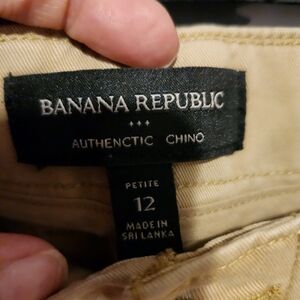 BANANA REPUBLIC
AUTHENCTIC CHINO
PETITE
12
MADE IN
SRI LANKA